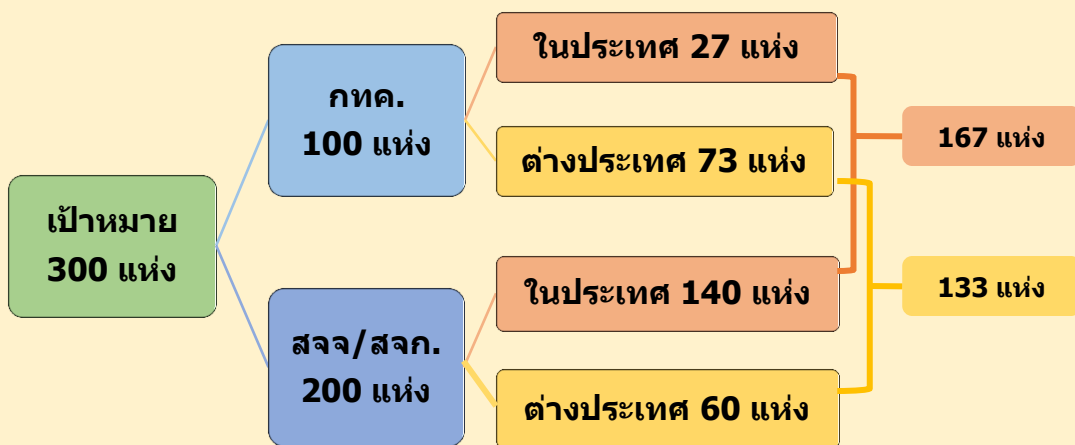 เป้าหมาย
300 แห่ง
กทค.
100 แห่ง
ในประเทศ 27 แห่ง
ต่างประเทศ 73 แห่ง
สจจ/สจก.
200 แห่ง
ในประเทศ 140 แห่ง
ต่างประเทศ 60 แห่ง
167 แห่ง
133 แห่ง